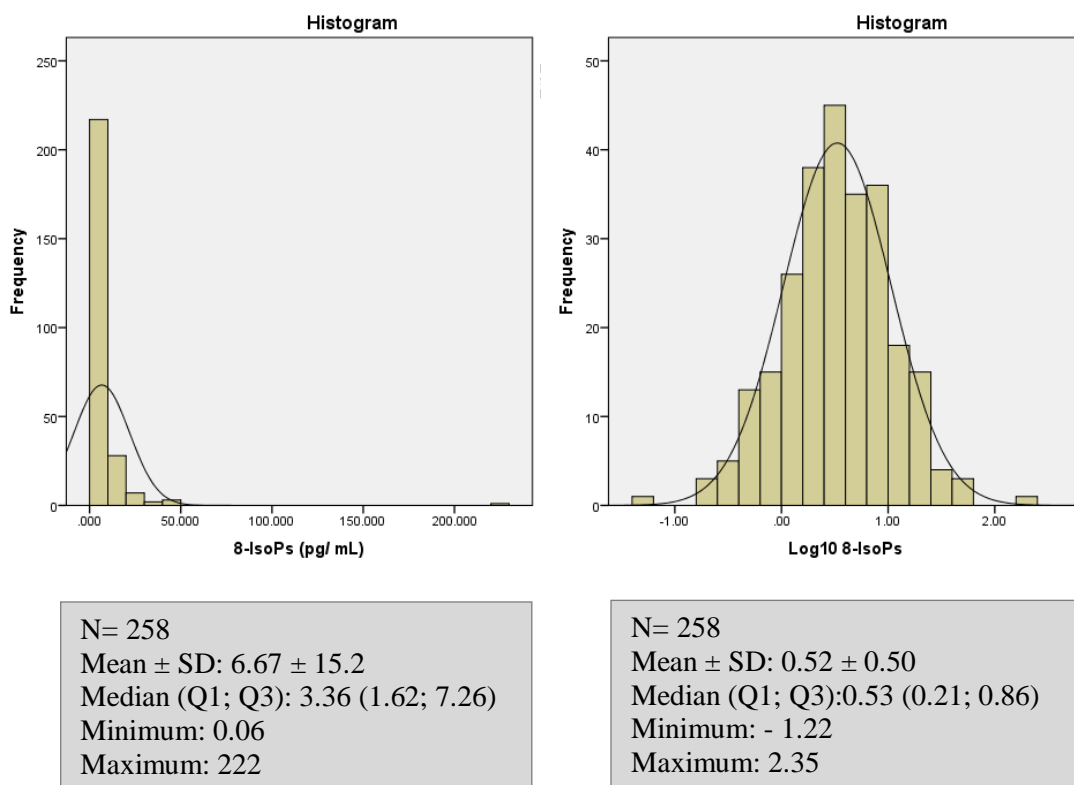 Histogram
250
200
150
100
50
0
Frequency
.000 50.000 100.000 150.000 200.000
8-IsoPs (pg/ mL)
Histogram
50
40
30
20
10
0
Frequency
-1.00 .00 1.00 2.00
Log10 8-IsoPs
N= 258
Mean ± SD: 6.67 ± 15.2
Median (Q1; Q3): 3.36 (1.62; 7.26)
Minimum: 0.06
Maximum: 222
N= 258
Mean ± SD: 0.52 ± 0.50
Median (Q1; Q3):0.53 (0.21; 0.86)
Minimum: - 1.22
Maximum: 2.35